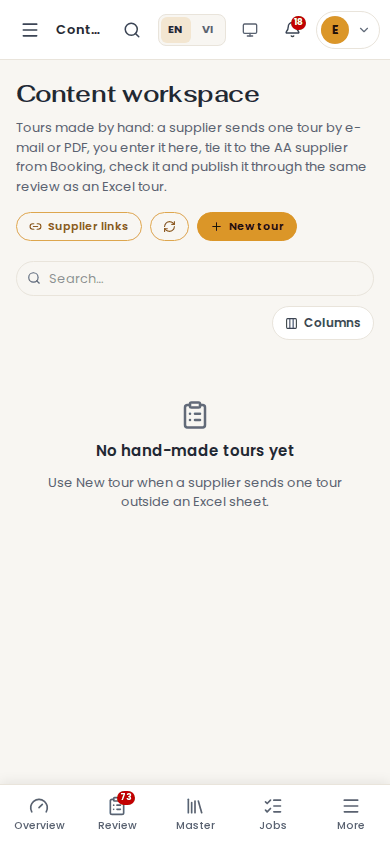 Cont...
EN
VI
18
E
Content workspace
Tours made by hand: a supplier sends one tour by e-
mail or PDF, you enter it here, tie it to the AA supplier
from Booking, check it and publish it through the same
review as an Excel tour.
Supplier links
New tour
Search...
Columns
No hand-made tours yet
Use New tour when a supplier sends one tour
outside an Excel sheet.
73
Overview
Review
Master
Jobs
More